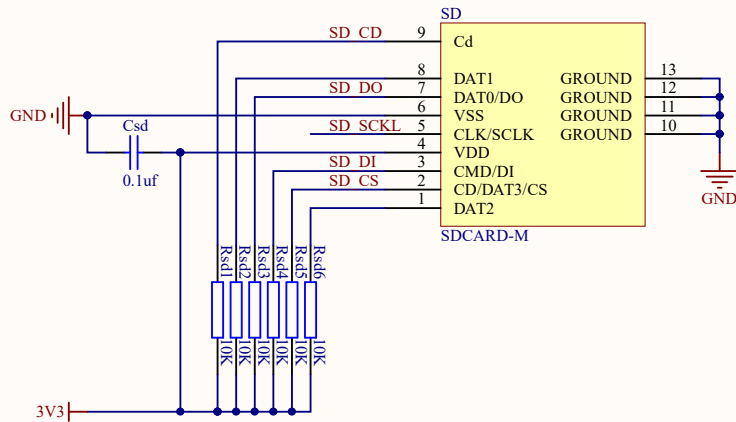 SD
SD_CD 9 Cd
8 DAT1 GROUND 13
SD_DO 7 DAT0/DO GROUND 12
GND 6 VSS GROUND 11
Csd SD_SCKL 5 CLK/SCLK GROUND 10
4 VDD
0.1uf SD_DI 3 CMD/DI
SD_CS 2 CD/DAT3/CS
GND
1 DAT2
SDCARD-M
Rsd1 Rsd2 Rsd3 Rsd4 Rsd5 Rsd6
10K 10K 10K 10K 10K 10K
3V3